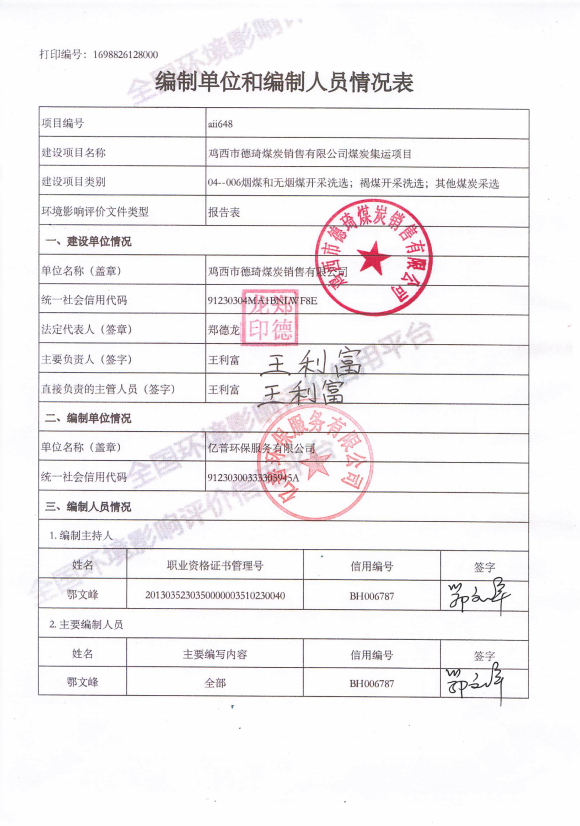 打印编号：1698826128000
编制单位和编制人员情况表
项目编号 aii648
建设项目名称 鸡西市德琦煤炭销售有限公司煤炭集运项目
建设项目类别 04--006烟煤和无烟煤开采洗选；褐煤开采洗选；其他煤炭采选
环境影响评价文件类型 报告表
一、建设单位情况
单位名称（盖章） 鸡西市德琦煤炭销售有限公司
统一社会信用代码 91230304MA1BNLWF8E
法定代表人（签章） 郑德龙
主要负责人（签字） 王利富 王利富
直接负责的主管人员（签字） 王利富 王利富
二、编制单位情况
单位名称（盖章） 亿普环保服务有限公司
统一社会信用代码 91230300333305945A
三、编制人员情况
1. 编制主持人
姓名 职业资格证书管理号 信用编号 签字
鄂文峰 2013035230350000003510230040 BH006787 鄂文峰
2. 主要编制人员
姓名 主要编写内容 信用编号 签字
鄂文峰 全部 BH006787 鄂文峰
鸡西市德琦煤炭销售有限公司
郑德龙印
亿普环保服务有限公司
全国环境影响评价信用平台